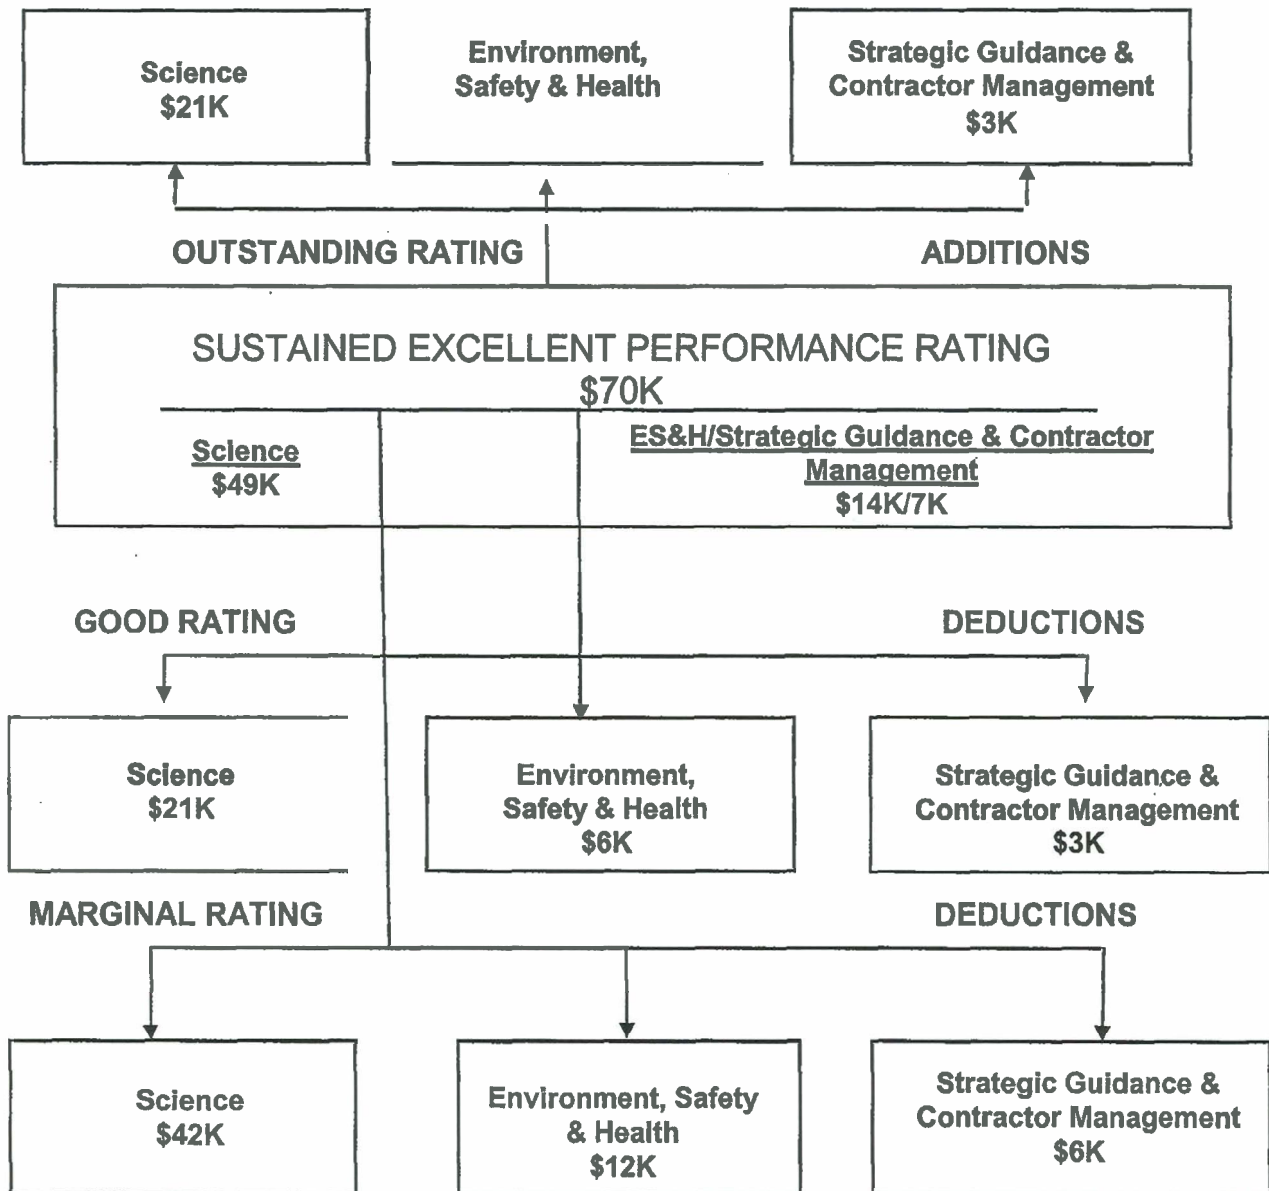 Science
$21K
Environment,
Safety & Health
Strategic Guidance &
Contractor Management
$3K
OUTSTANDING RATING
ADDITIONS
SUSTAINED EXCELLENT PERFORMANCE RATING
$70K
Science
$49K
ES&H/Strategic Guidance & Contractor
Management
$14K/7K
GOOD RATING
DEDUCTIONS
Science
$21K
Environment,
Safety & Health
$6K
Strategic Guidance &
Contractor Management
$3K
MARGINAL RATING
DEDUCTIONS
Science
$42K
Environment, Safety
& Health
$12K
Strategic Guidance &
Contractor Management
$6K